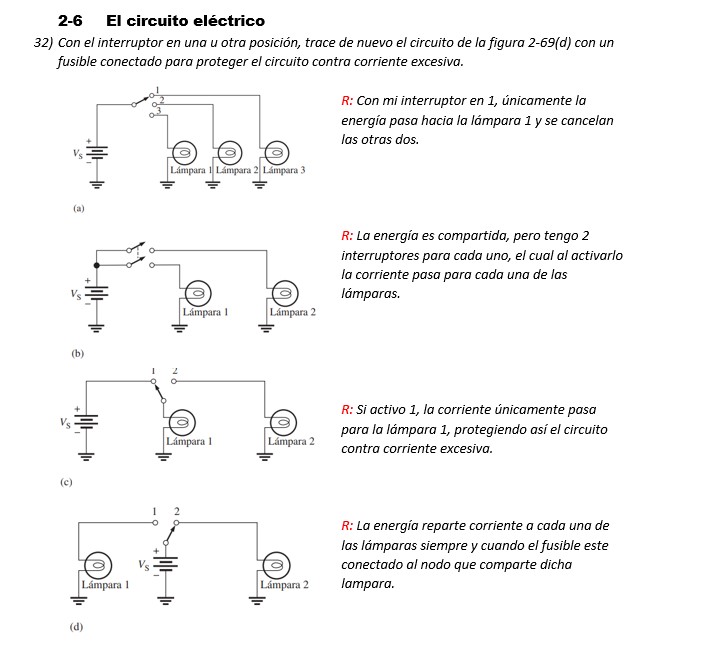 2-6 El circuito eléctrico
32) Con el interruptor en una u otra posición, trace de nuevo el circuito de la figura 2-69(d) con un
fusible conectado para proteger el circuito contra corriente excesiva.
1
2
3
+
Vs
–
Lámpara 1 Lámpara 2 Lámpara 3
(a)
R: Con mi interruptor en 1, únicamente la
energía pasa hacia la lámpara 1 y se cancelan
las otras dos.
+
Vs
–
Lámpara 1 Lámpara 2
(b)
R: La energía es compartida, pero tengo 2
interruptores para cada uno, el cual al activarlo
la corriente pasa para cada una de las
lámparas.
1 2
+
Vs
–
Lámpara 1 Lámpara 2
(c)
R: Si activo 1, la corriente únicamente pasa
para la lámpara 1, protegiendo así el circuito
contra corriente excesiva.
1 2
+
Vs
–
Lámpara 1 Lámpara 2
(d)
R: La energía reparte corriente a cada una de
las lámparas siempre y cuando el fusible este
conectado al nodo que comparte dicha
lampara.